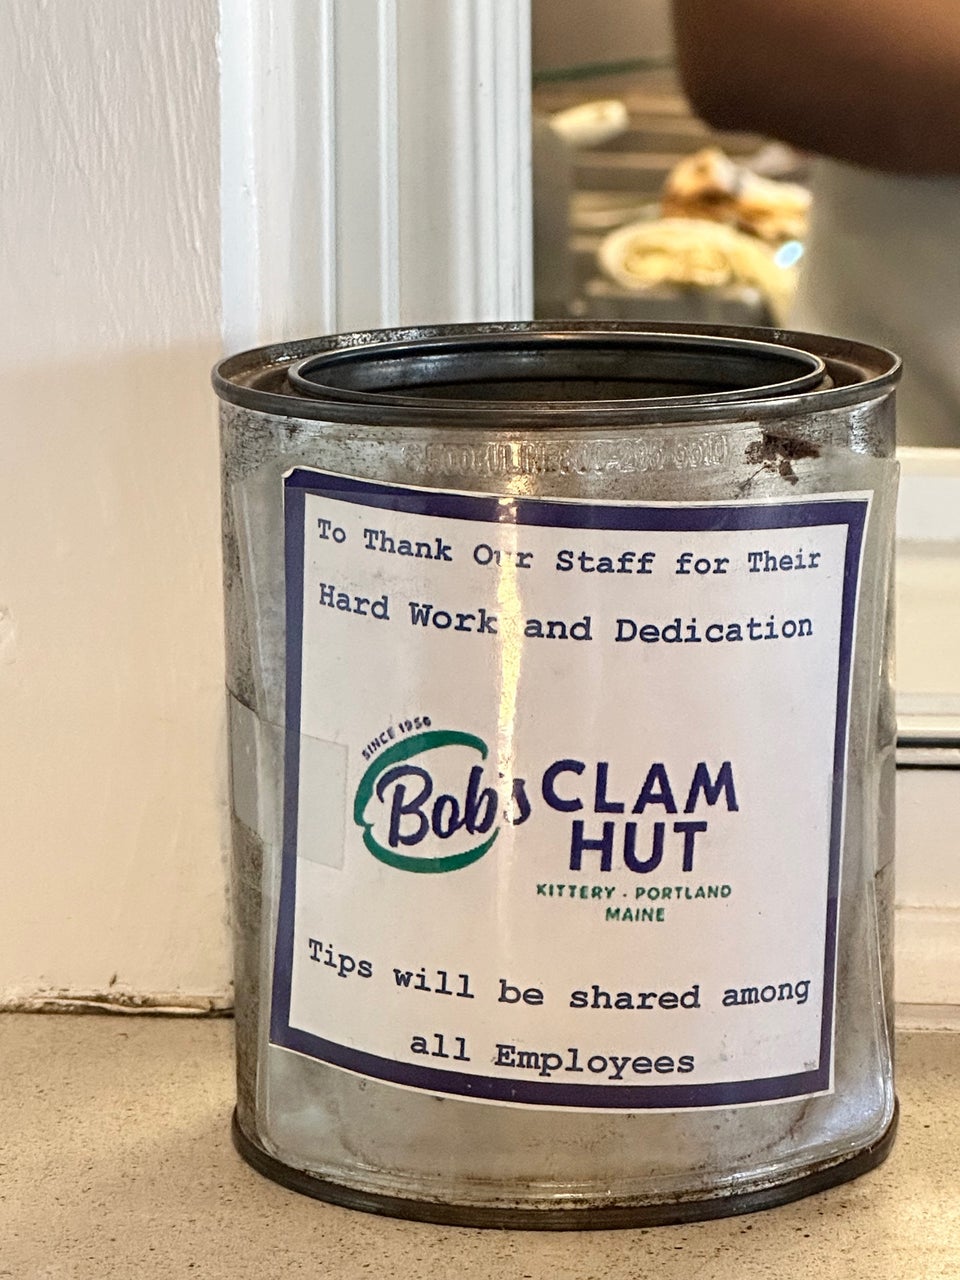 To Thank Our Staff for Their
Hard Work and Dedication
SINCE 1956
Bob's CLAM
HUT
KITTERY · PORTLAND
MAINE
Tips will be shared among
all Employees